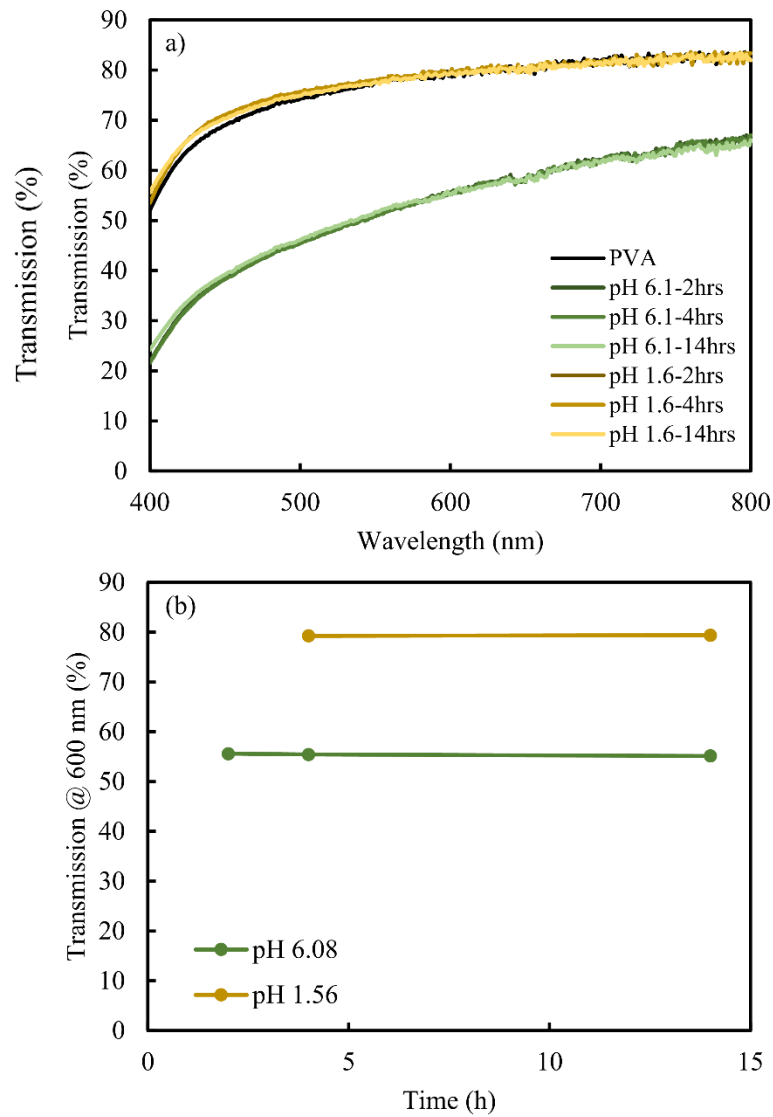 a)
Transmission (%)
Transmission (%)
90
80
70
60
50
40
30
20
10
0
PVA
pH 6.1-2hrs
pH 6.1-4hrs
pH 6.1-14hrs
pH 1.6-2hrs
pH 1.6-4hrs
pH 1.6-14hrs
400
500
600
700
800
Wavelength (nm)
(b)
Transmission @ 600 nm (%)
90
80
70
60
50
40
30
20
10
0
pH 6.08
pH 1.56
0
5
10
15
Time (h)